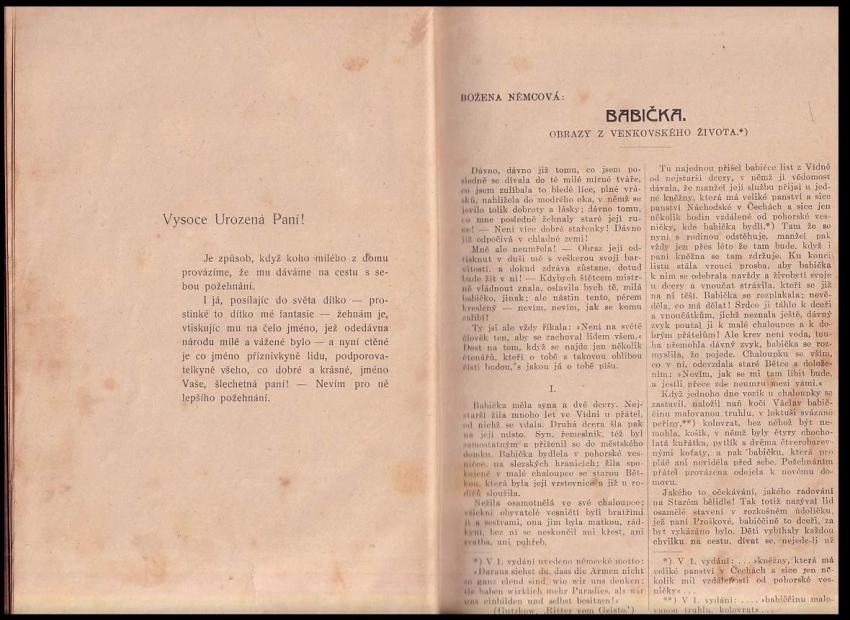 Vysoce Urozená Paní!
Je způsob, když koho milého z domu
provázíme, že mu dáváme na cestu s se-
bou požehnání.
I já, posílajíc do světa dítko — pro-
stinké to dítko mé fantasie — žehnám je,
vtiskujíc mu na čelo jméno, jež odedávna
národu milé a vážené bylo — a nyní ctěné
je co jméno příznivkyně lidu, podporova-
telkyně všeho, co dobré a krásné, jméno
Vaše, šlechetná paní! — Nevím pro ně
lepšího požehnání.
BOŽENA NĚMCOVÁ:
BABIČKA.
OBRAZY Z VENKOVSKÉHO ŽIVOTA.*)
Dávno, dávno již tomu, co jsem po-
sledně se dívala do té milé mírné tváře,
co jsem zulíbala to bledé líce, plné vrás-
ků, nahlížela do modrého oka, v němž se
jevilo tolik dobroty a lásky; dávno tomu,
co mne posledně žehnaly staré její ru-
ce! — Není více dobré stařenky! Dávno
již odpočívá v chladné zemi!
Mně ale neumřela! — Obraz její od-
tisknut v duši mé s veškerou svojí bar-
vitostí, a dokud zdráva zůstane, dotud
bude žít v ní! — Kdybych štětcem mistr-
ně vládnout znala, oslavila bych tě, milá
babičko, jinak; ale nástin tento, pérem
kreslený — nevím, nevím, jak se komu
zalíbí!
Ty jsi ale vždy říkala: »Není na světě
člověk ten, aby se zachoval lidem všem.«
Dost na tom, když se najde jen několik
čtenářů, kteří o tobě s takovou oblibou
čísti budou, s jakou já o tobě píšu.
I.
Babička měla syna a dvě dcery. Nej-
starší žila mnoho let ve Vídni u přátel,
od nichž se vdala. Druhá dcera šla pak
na její místo. Syn, řemeslník, též byl
samostatným a přiženil se do městského
domku. Babička bydlela v pohorské ves-
ničce, na slezských hranicích; žila spo-
kojeně v malé chaloupce se starou Bět-
kou, která byla její vrstevnice a již u ro-
dičů sloužila.
Nežila osamotnělá ve své chaloupce;
všickni obyvatelé vesničtí byli bratřími
jí a sestrami, ona jim byla matkou, rád-
kyní, bez ní se neskončil ani křest, ani
svatba, ani pohřeb.
*) V 1. vydání uvedeno německé motto:
»Daraus siehst du, dass die Armen nicht
so ganz elend sind, wie wir uns denken;
sie haben wirklich mehr Paradies, als wir
uns einbilden und selbst besitzen!«
(Gutzkow, ‚Ritter vom Geiste.‘)
Tu najednou přišel babičce list z Vídně
od nejstarší dcery, v němž jí vědomost
dávala, že manžel její službu přijal u jed-
né kněžny, která má veliké panství a sice
panství Náchodské v Čechách a sice jen
několik hodin vzdálené od pohorské ves-
ničky, kde babička bydlí.*) Tam že se
nyní s rodinou odstěhuje, manžel pak
vždy jen přes léto že tam bude, když i
paní kněžna se tam zdržuje. Ku konci
listu stála vroucí prosba, aby babička
k nim se odebrala navždy a živobytí svoje
u dcery a vnoučat strávila, kteří se již
na ni těší. Babička se rozplakala; nevě-
děla, co má dělat! Srdce ji táhlo k dceři
a vnoučátkům, jichž neznala ještě, dávný
zvyk poutal ji k malé chaloupce a k do-
brým přátelům! Ale krev není voda, tou-
ha přemohla dávný zvyk, babička se roz-
myslila, že pojede. Chaloupku se vším,
co v ní, odevzdala staré Bětce s dolože-
ním: »Nevím, jak se mi tam líbit bude,
a jestli přece zde neumru mezi vámi.«
Když jednoho dne vozík u chaloupky se
zastavil, naložil naň kočí Václav babič-
činu malovanou truhlu, v loktuši svázané
peřiny,**) kolovrat, bez něhož být ne-
mohla, košík, v němž byly čtyry chocho-
latá kuřátka, pytlík s dvěma čtverobarev-
nými koťaty, a pak babičku, která pro
pláč ani neviděla před sebe. Požehnáním
přátel provázena odejela k novému do-
movu.
Jakého to očekávání, jakého radování
na Starém bělidle! Tak totiž nazýval lid
osamělé stavení v rozkošném údolíčku,
jež paní Proškové, babiččině to dceři, za
byt vykázáno bylo. Děti vybíhaly každou
chvilku na cestu, dívat se, nejede-li už
*) V 1. vydání: . . . »kněžny, která má
veliké panství v Čechách a sice jen ně-
kolik mil vzdálenosti od pohorské ves-
ničky« . . .
**) V 1. vydání: . . . . »babiččinu malo-
vanou truhlu, kolovrat« . . .